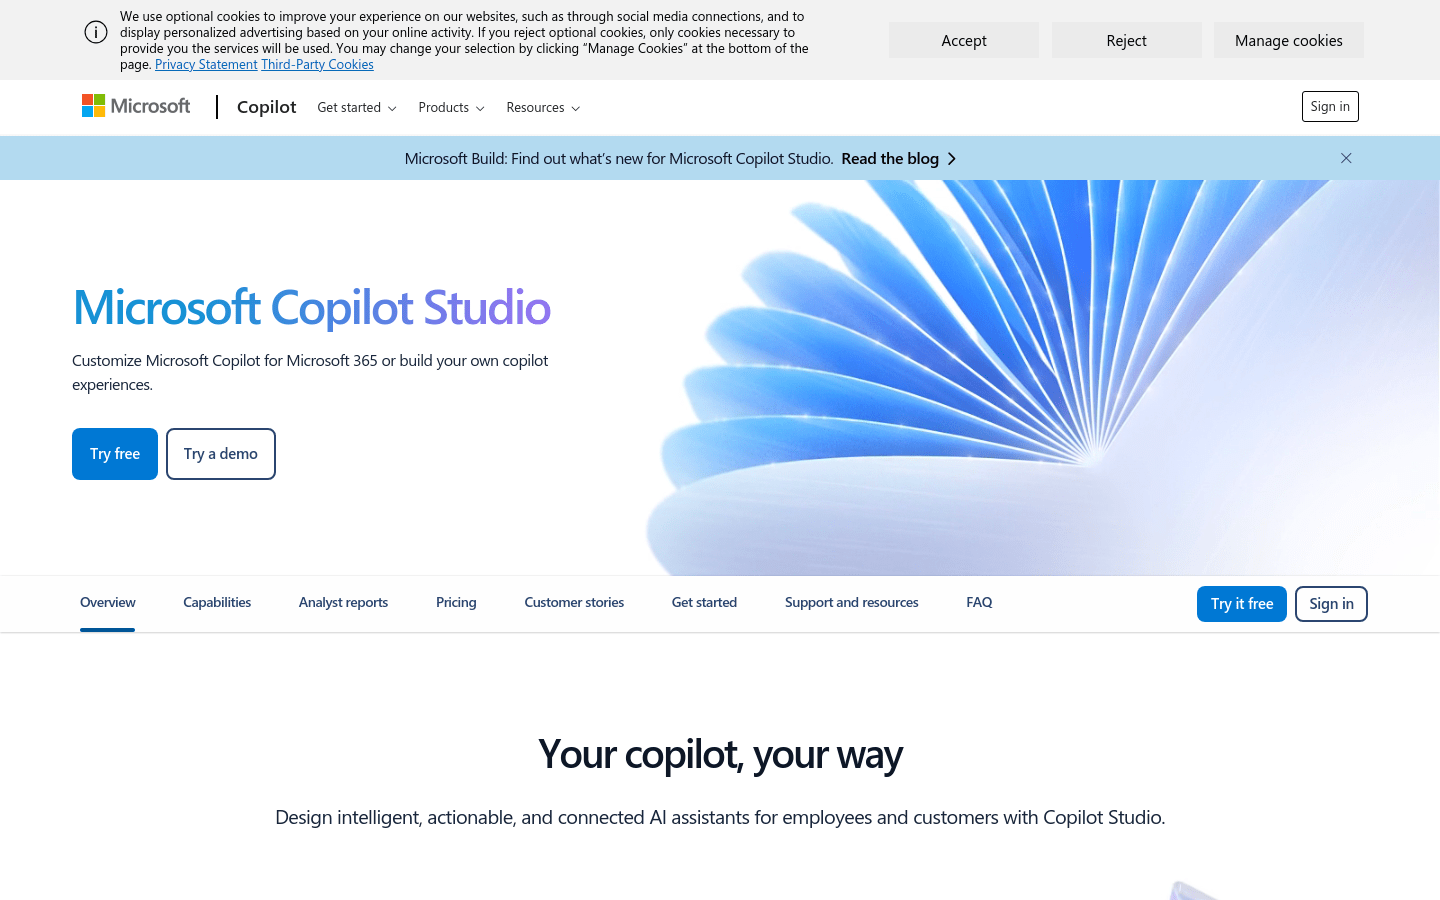 We use optional cookies to improve your experience on our websites, such as through social media connections, and to
display personalized advertising based on your online activity. If you reject optional cookies, only cookies necessary to
provide you the services will be used. You may change your selection by clicking “Manage Cookies” at the bottom of the
page. Privacy Statement Third-Party Cookies
Accept
Reject
Manage cookies
Microsoft
Copilot
Get started
Products
Resources
Sign in
Microsoft Build: Find out what’s new for Microsoft Copilot Studio. Read the blog
Microsoft Copilot Studio
Customize Microsoft Copilot for Microsoft 365 or build your own copilot
experiences.
Try free
Try a demo
Overview
Capabilities
Analyst reports
Pricing
Customer stories
Get started
Support and resources
FAQ
Try it free
Sign in
Your copilot, your way
Design intelligent, actionable, and connected AI assistants for employees and customers with Copilot Studio.